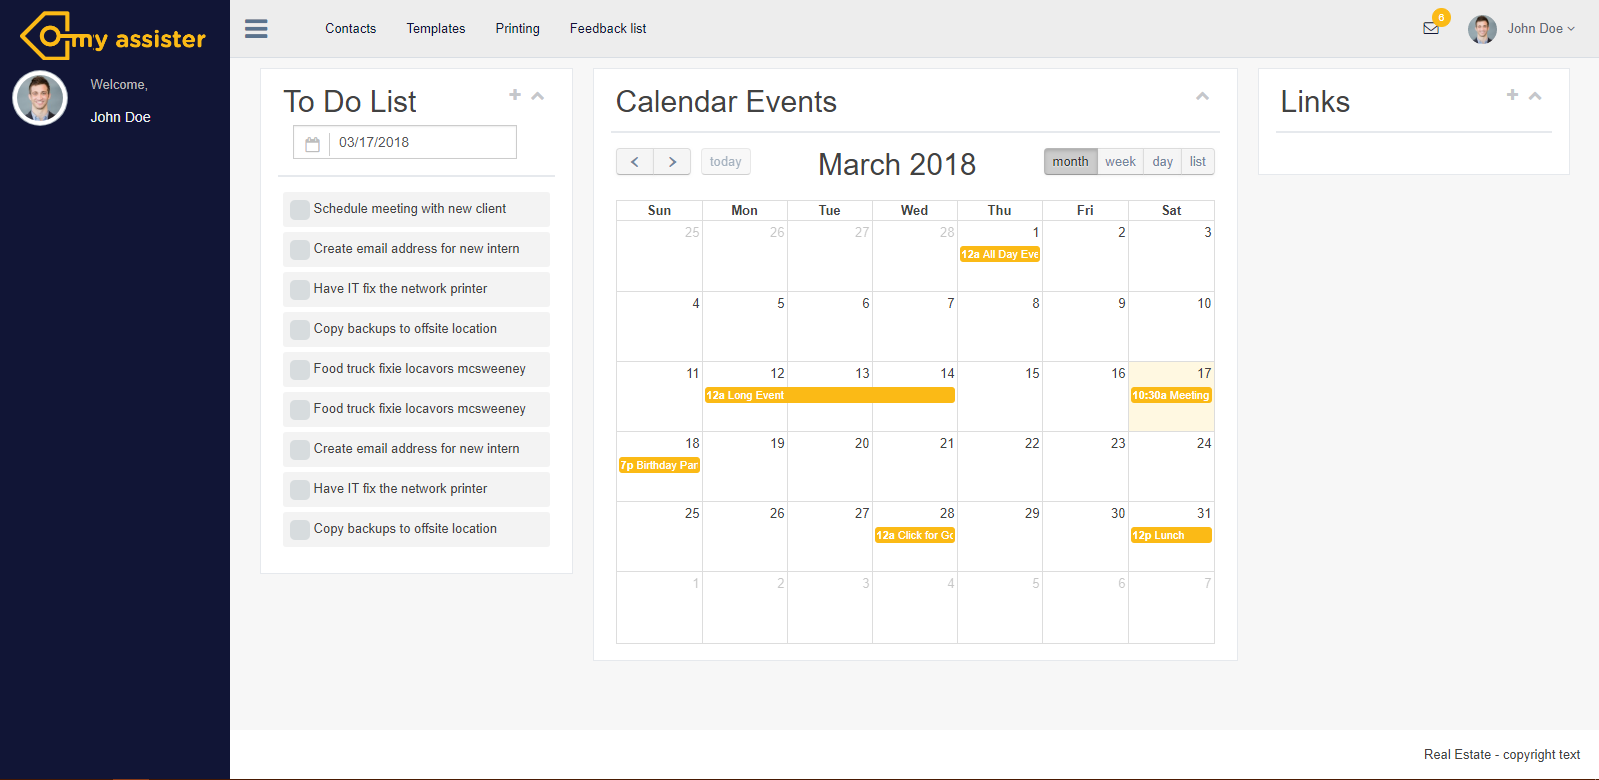 my assister
Welcome,
John Doe
Contacts Templates Printing Feedback list
6
John Doe
To Do List
03/17/2018
Schedule meeting with new client
Create email address for new intern
Have IT fix the network printer
Copy backups to offsite location
Food truck fixie locavors mcsweeney
Food truck fixie locavors mcsweeney
Create email address for new intern
Have IT fix the network printer
Copy backups to offsite location
Calendar Events
today
March 2018
month week day list
Sun Mon Tue Wed Thu Fri Sat
25 26 27 28 1 2 3
12a All Day Eve
4 5 6 7 8 9 10
11 12 13 14 15 16 17
12a Long Event 10:30a Meeting
18 19 20 21 22 23 24
7p Birthday Par
25 26 27 28 29 30 31
12a Click for Go 12p Lunch
1 2 3 4 5 6 7
Links
Real Estate - copyright text